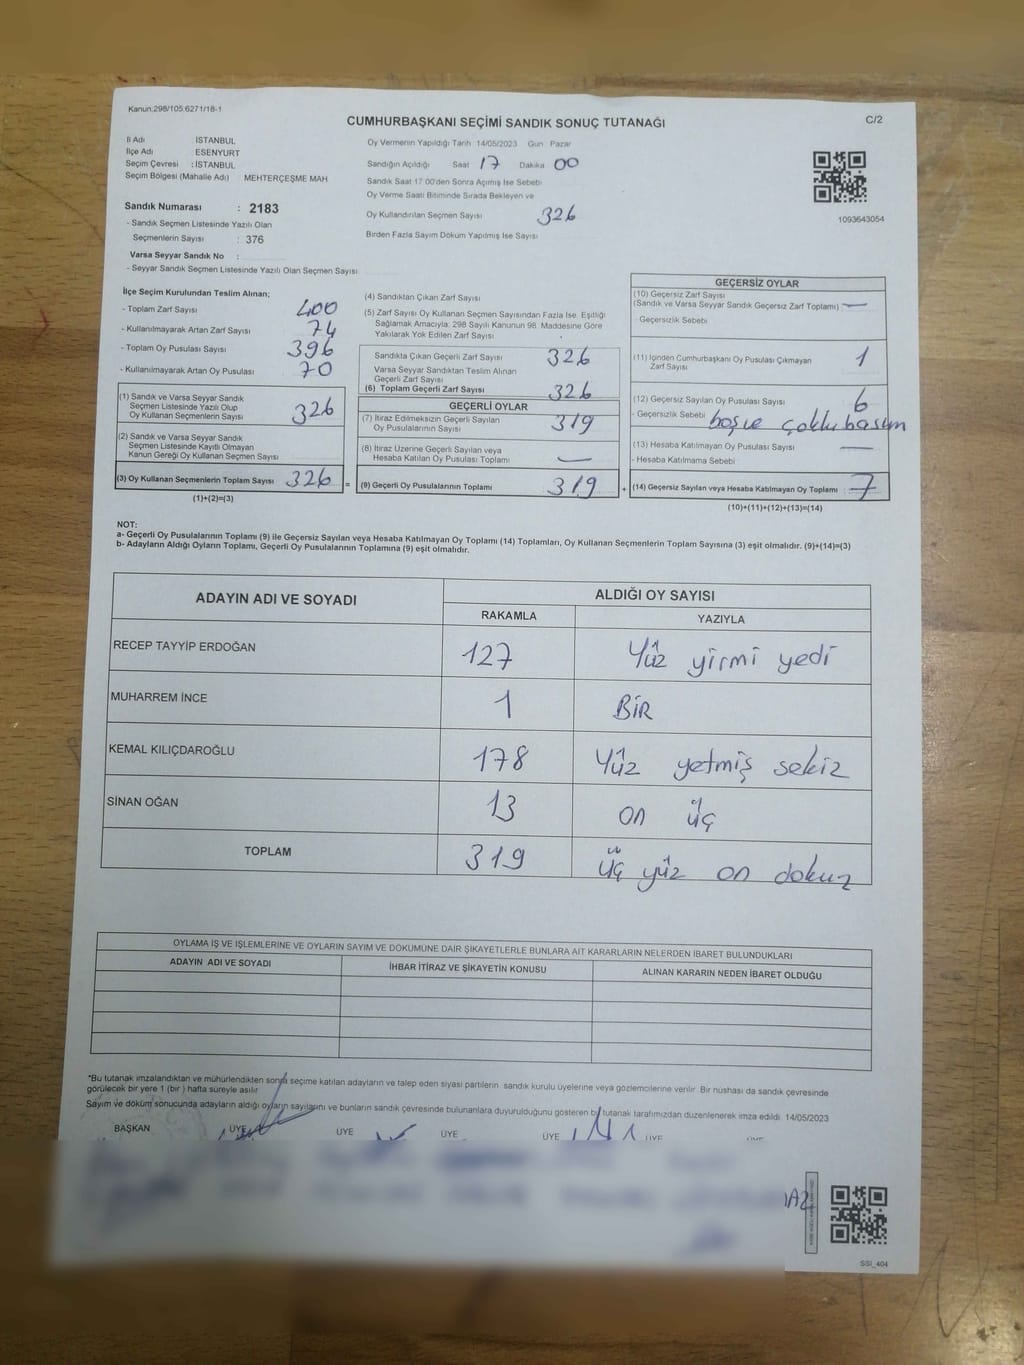 Kanun:298/105.6271/18-1
CUMHURBAŞKANI SEÇİMİ SANDIK SONUÇ TUTANAĞI
C/2
İl Adı : İSTANBUL
İlçe Adı : ESENYURT
Seçim Çevresi : İSTANBUL
Seçim Bölgesi (Mahalle Adı) MEHTERÇEŞME MAH
Sandık Numarası : 2183
- Sandık Seçmen Listesinde Yazılı Olan
Seçmenlerin Sayısı : 376
Varsa Seyyar Sandık No :
- Seyyar Sandık Seçmen Listesinde Yazılı Olan Seçmen Sayısı
Oy Vermenin Yapıldığı Tarih 14/05/2023 Gün Pazar
Sandığın Açıldığı Saat 17 Dakika 00
Sandık Saat 17 00'den Sonra Açılmış İse Sebebi
Oy Verme Saati Bitiminde Sırada Bekleyen ve
Oy Kullandırılan Seçmen Sayısı 326
Birden Fazla Sayım Döküm Yapılmış İse Sayısı
1093643054
İlçe Seçim Kurulundan Teslim Alınan;
- Toplam Zarf Sayısı 400
- Kullanılmayarak Artan Zarf Sayısı 74
- Toplam Oy Pusulası Sayısı 396
- Kullanılmayarak Artan Oy Pusulası 70
(1) Sandık ve Varsa Seyyar Sandık
Seçmen Listesinde Yazılı Olup
Oy Kullanan Seçmenlerin Sayısı 326
(2) Sandık ve Varsa Seyyar Sandık
Seçmen Listesinde Kayıtlı Olmayan
Kanun Gereği Oy Kullanan Seçmen Sayısı
(3) Oy Kullanan Seçmenlerin Toplam Sayısı 326 =
(1)+(2)=(3)
(4) Sandıktan Çıkan Zarf Sayısı
(5) Zarf Sayısı Oy Kullanan Seçmen Sayısından Fazla İse, Eşitliği
Sağlamak Amacıyla; 298 Sayılı Kanunun 98. Maddesine Göre
Yakılarak Yok Edilen Zarf Sayısı
Sandıkta Çıkan Geçerli Zarf Sayısı 326
Varsa Seyyar Sandıktan Teslim Alınan
Geçerli Zarf Sayısı
(6) Toplam Geçerli Zarf Sayısı 326
GEÇERLİ OYLAR
(7) İtiraz Edilmeksizin Geçerli Sayılan
Oy Pusulalarının Sayısı 319
(8) İtiraz Üzerine Geçerli Sayılan veya
Hesaba Katılan Oy Pusulası Toplamı —
(9) Geçerli Oy Pusulalarının Toplamı 319 +
GEÇERSİZ OYLAR
(10) Geçersiz Zarf Sayısı
(Sandık ve Varsa Seyyar Sandık Geçersiz Zarf Toplamı) —
- Geçersizlik Sebebi
(11) İçinden Cumhurbaşkanı Oy Pusulası Çıkmayan
Zarf Sayısı 1
(12) Geçersiz Sayılan Oy Pusulası Sayısı 6
- Geçersizlik Sebebi boş ve çoklu basım
(13) Hesaba Katılmayan Oy Pusulası Sayısı —
- Hesaba Katılmama Sebebi
(14) Geçersiz Sayılan veya Hesaba Katılmayan Oy Toplamı 7
(10)+(11)+(12)+(13)=(14)
NOT:
a- Geçerli Oy Pusulalarının Toplamı (9) ile Geçersiz Sayılan veya Hesaba Katılmayan Oy Toplamı (14) Toplamları, Oy Kullanan Seçmenlerin Toplam Sayısına (3) eşit olmalıdır. (9)+(14)=(3)
b- Adayların Aldığı Oyların Toplamı, Geçerli Oy Pusulalarının Toplamına (9) eşit olmalıdır.
ADAYIN ADI VE SOYADI ALDIĞI OY SAYISI
RAKAMLA YAZIYLA
RECEP TAYYİP ERDOĞAN 127 Yüz yirmi yedi
MUHARREM İNCE 1 BİR
KEMAL KILIÇDAROĞLU 178 Yüz yetmiş sekiz
SİNAN OĞAN 13 on üç
TOPLAM 319 üç yüz on dokuz
OYLAMA İŞ VE İŞLEMLERİNE VE OYLARIN SAYIM VE DÖKÜMÜNE DAİR ŞİKAYETLERLE BUNLARA AİT KARARLARIN NELERDEN İBARET BULUNDUKLARI
ADAYIN ADI VE SOYADI İHBAR İTİRAZ VE ŞİKAYETİN KONUSU ALINAN KARARIN NEDEN İBARET OLDUĞU
*Bu tutanak imzalandıktan ve mühürlendikten sonra seçime katılan adayların ve talep eden siyasi partilerin sandık kurulu üyelerine veya gözlemcilerine verilir. Bir nüshası da sandık çevresinde
görülecek bir yere 1 (bir) hafta süreyle asılır
Sayım ve döküm sonucunda adayların aldığı oyların sayılarını ve bunların sandık çevresinde bulunanlara duyurulduğunu gösteren bu tutanak tarafımızdan düzenlenerek imza edildi. 14/05/2023
BAŞKAN ÜYE ÜYE ÜYE ÜYE ÜYE
SSI_404